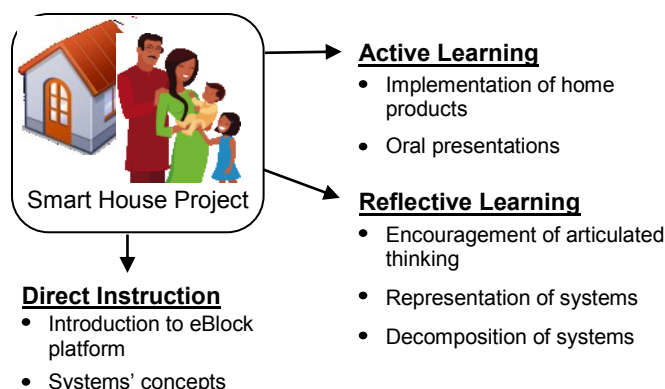 Smart House Project
Active Learning
• Implementation of home
products
• Oral presentations
Reflective Learning
• Encouragement of articulated
thinking
• Representation of systems
• Decomposition of systems
Direct Instruction
• Introduction to eBlock
platform
• Systems' concepts